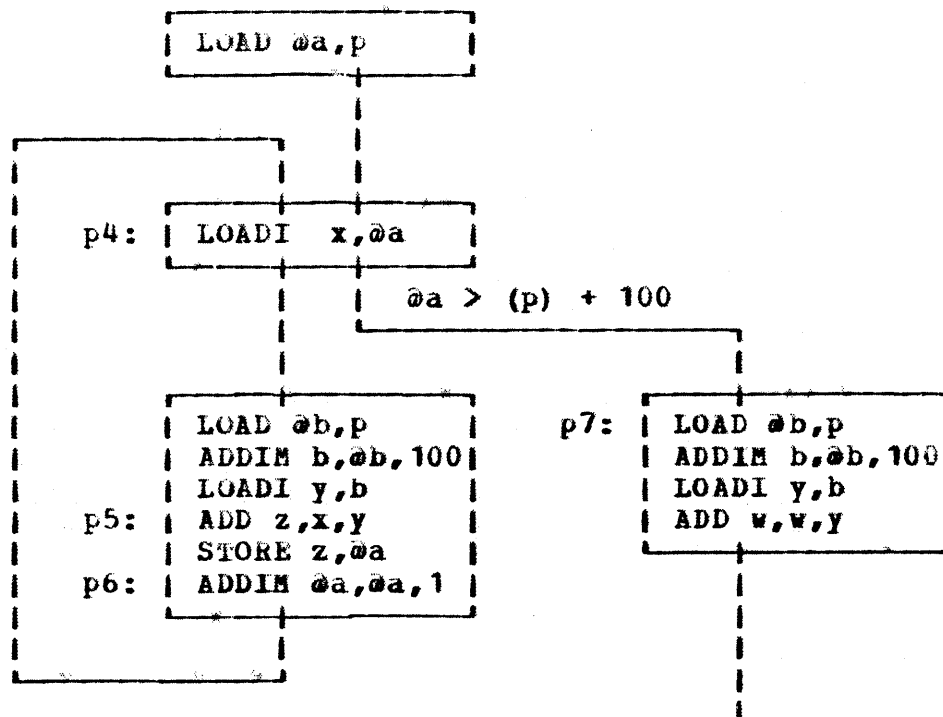 LOAD @a,p
p4: LOADI x,@a
@a > (p) + 100
LOAD @b,p
ADDIM b,@b,100
LOADI y,b
p5: ADD z,x,y
STORE z,@a
p6: ADDIM @a,@a,1
p7: LOAD @b,p
ADDIM b,@b,100
LOADI y,b
ADD w,w,y